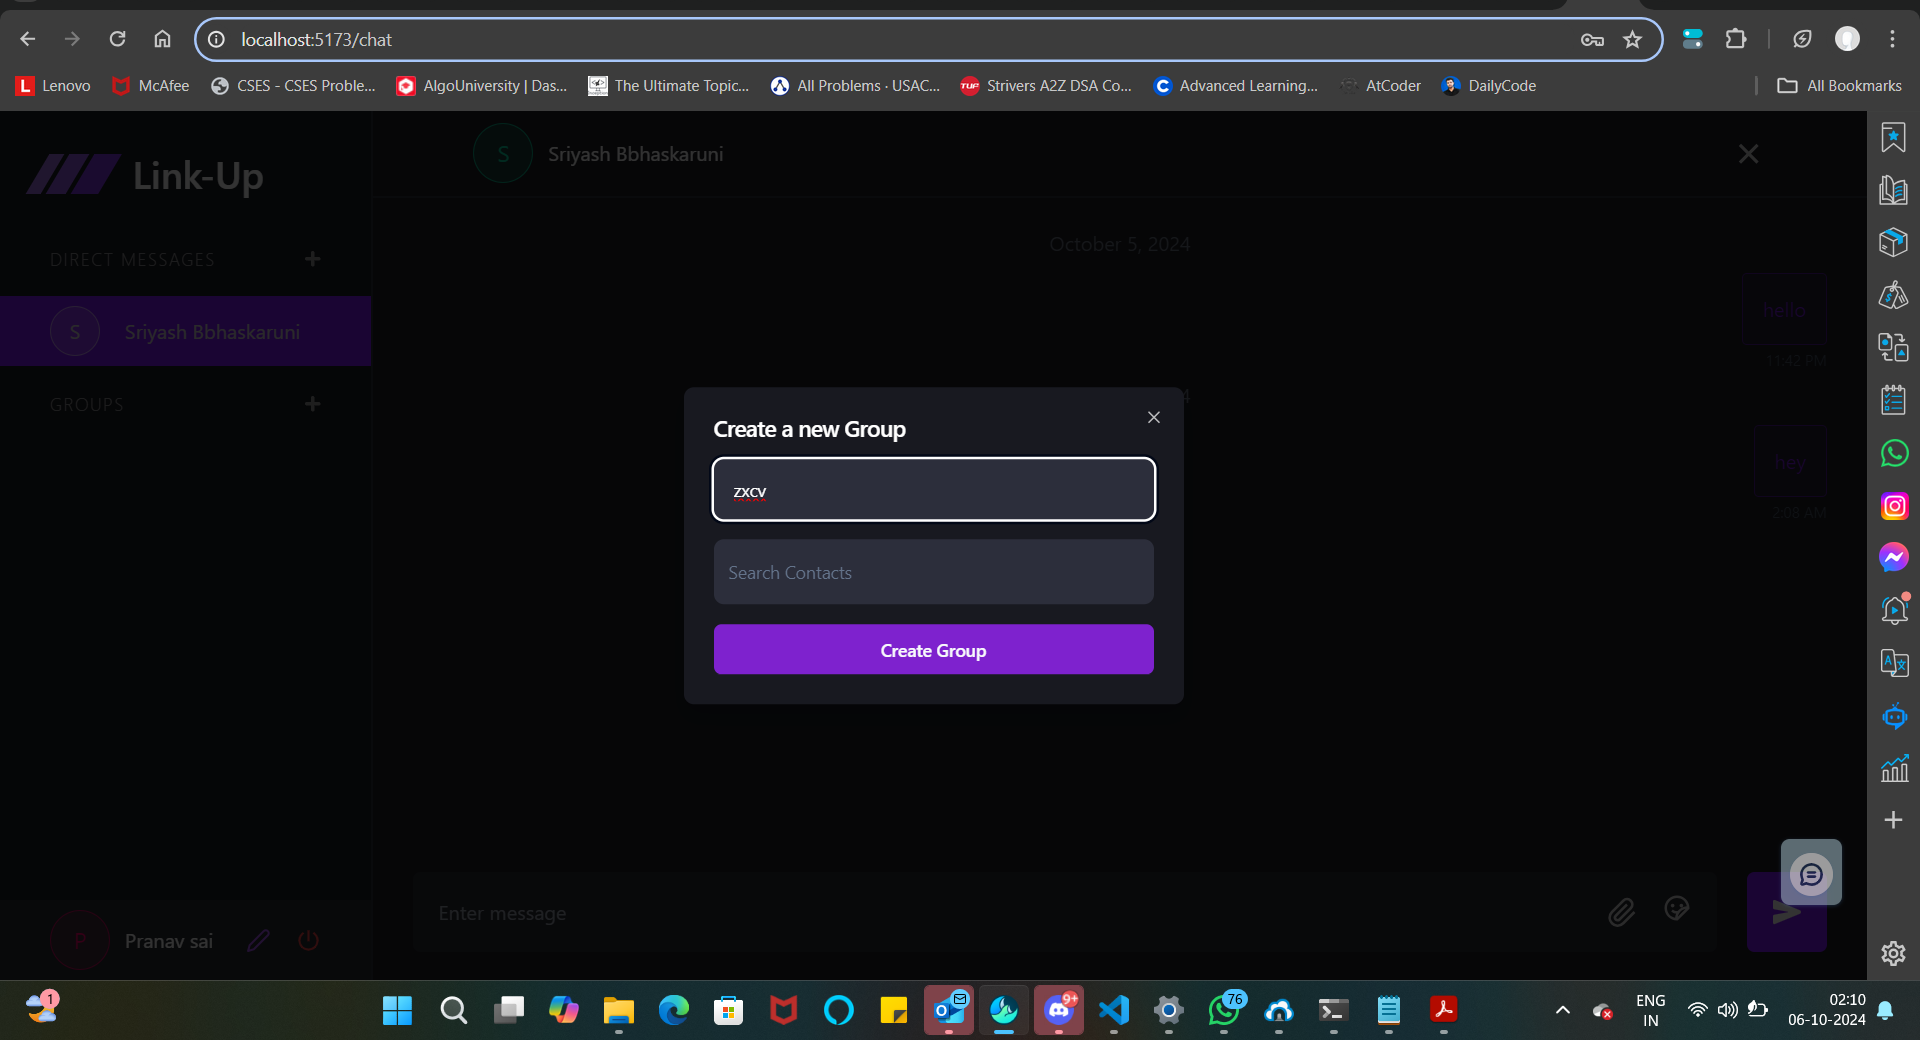 localhost:5173/chat
Lenovo
McAfee
CSES - CSES Proble...
AlgoUniversity | Das...
The Ultimate Topic...
All Problems · USAC...
TUF
Strivers A2Z DSA Co...
Advanced Learning...
AtCoder
DailyCode
All Bookmarks
Link-Up
S
Sriyash Bbhaskaruni
DIRECT MESSAGES
October 5, 2024
hello
11:42 PM
S
Sriyash Bbhaskaruni
GROUPS
4
Create a new Group
hey
zxcv
2:08 AM
Search Contacts
Create Group
Enter message
P
Pranav sai
1
9+
76
ENG
IN
02:10
06-10-2024